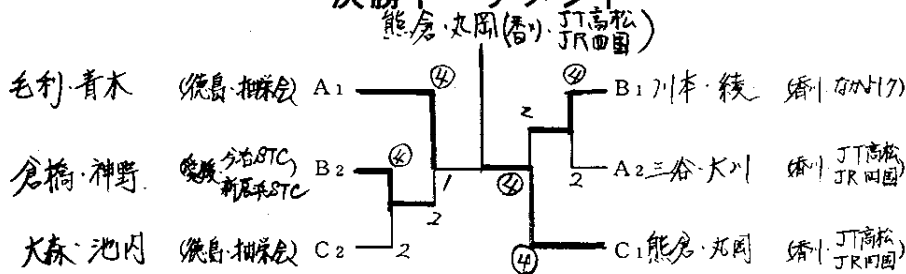 熊倉・丸岡(香川・JT高松
JR四国)
毛利・青木 (徳島・柚栄会) A1 ④ ④ B1 川本・綾 (香川・なかよしク)
2
倉橋・神野 (愛媛・今治STC
新居浜STC) B2 ④ 1 ④ 2 A2 三谷・大川 (香川・JT高松
JR四国)
2
大森・池内 (徳島・柚栄会) C2 2 ④ C1 熊倉・丸岡 (香川・JT高松
JR四国)